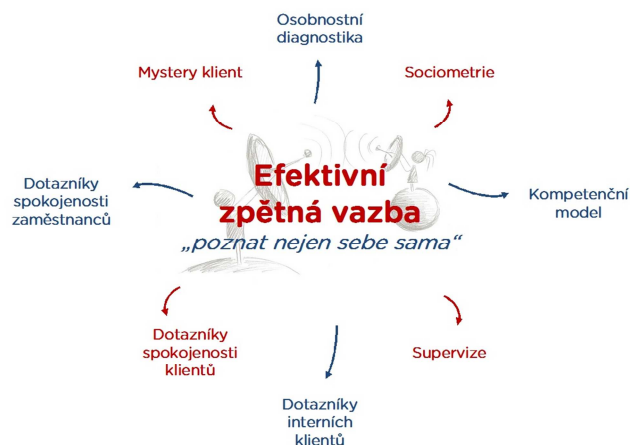 Osobnostní
diagnostika
Mystery klient
Sociometrie
Efektivní
zpětná vazba
„poznat nejen sebe sama“
Dotazníky
spokojenosti
zaměstnanců
Kompetenční
model
Dotazníky
spokojenosti
klientů
Supervize
Dotazníky
interních
klientů